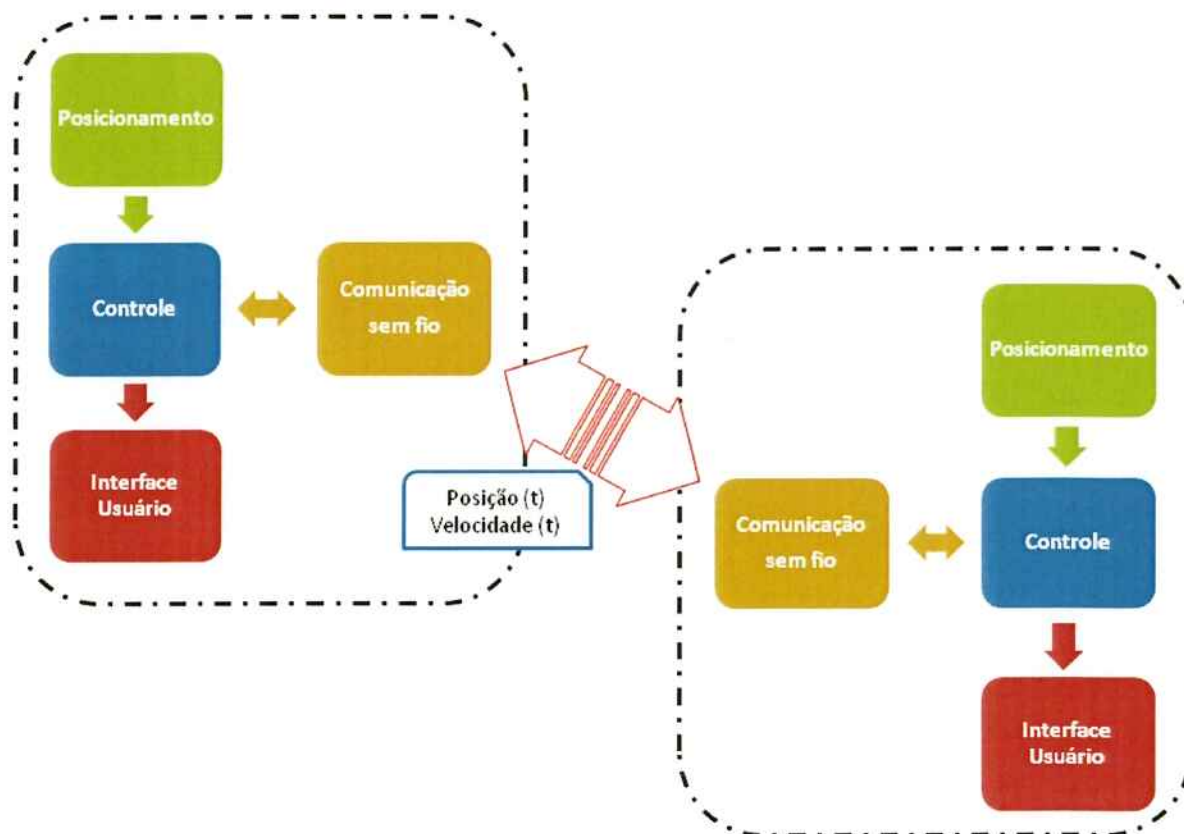 Posicionamento
Controle
Comunicação
sem fio
Interface
Usuário
Posição (t)
Velocidade (t)
Posicionamento
Comunicação
sem fio
Controle
Interface
Usuário